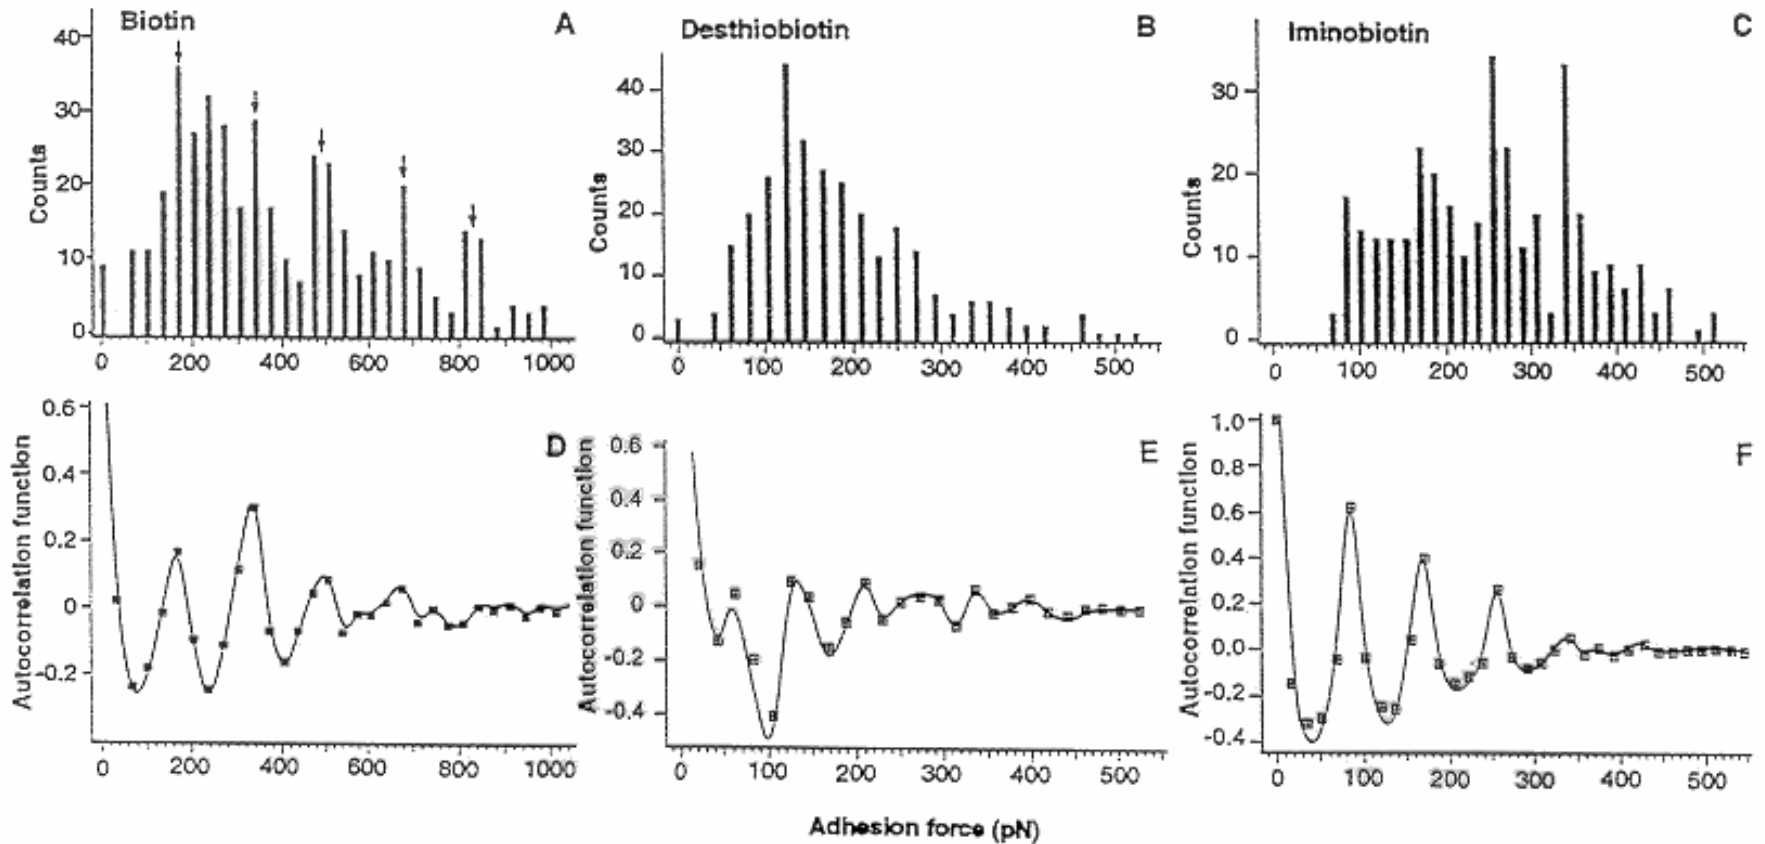 Biotin
A
Counts
40
30
20
10
0
0 200 400 600 800 1000
Desthiobiotin
B
Counts
40
30
20
10
0
0 100 200 300 400 500
Iminobiotin
C
Counts
30
20
10
0
0 100 200 300 400 500
D
Autocorrelation function
0.6
0.4
0.2
0
-0.2
0 200 400 600 800 1000
E
Autocorrelation function
0.6
0.4
0.2
0
-0.2
-0.4
0 100 200 300 400 500
F
Autocorrelation function
1.0
0.8
0.6
0.4
0.2
0.0
-0.2
-0.4
0 100 200 300 400 500
Adhesion force (pN)